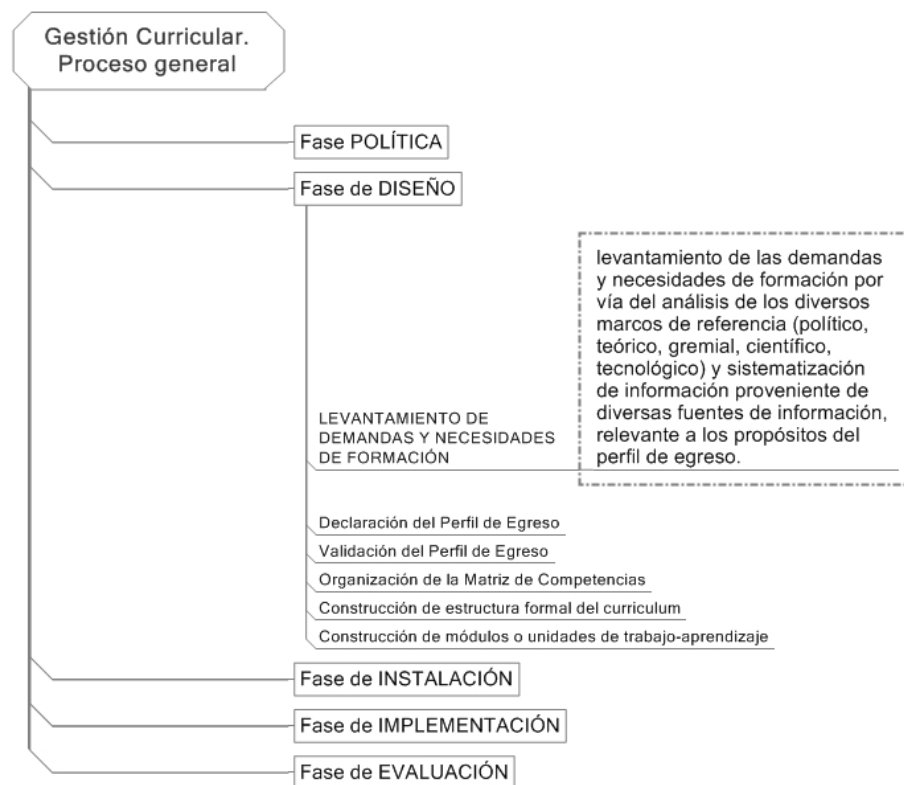 Gestión Curricular.
Proceso general
Fase POLÍTICA
Fase de DISEÑO
LEVANTAMIENTO DE
DEMANDAS Y NECESIDADES
DE FORMACIÓN
levantamiento de las demandas
y necesidades de formación por
vía del análisis de los diversos
marcos de referencia (político,
teórico, gremial, científico,
tecnológico) y sistematización
de información proveniente de
diversas fuentes de información,
relevante a los propósitos del
perfil de egreso.
Declaración del Perfil de Egreso
Validación del Perfil de Egreso
Organización de la Matriz de Competencias
Construcción de estructura formal del curriculum
Construcción de módulos o unidades de trabajo-aprendizaje
Fase de INSTALACIÓN
Fase de IMPLEMENTACIÓN
Fase de EVALUACIÓN